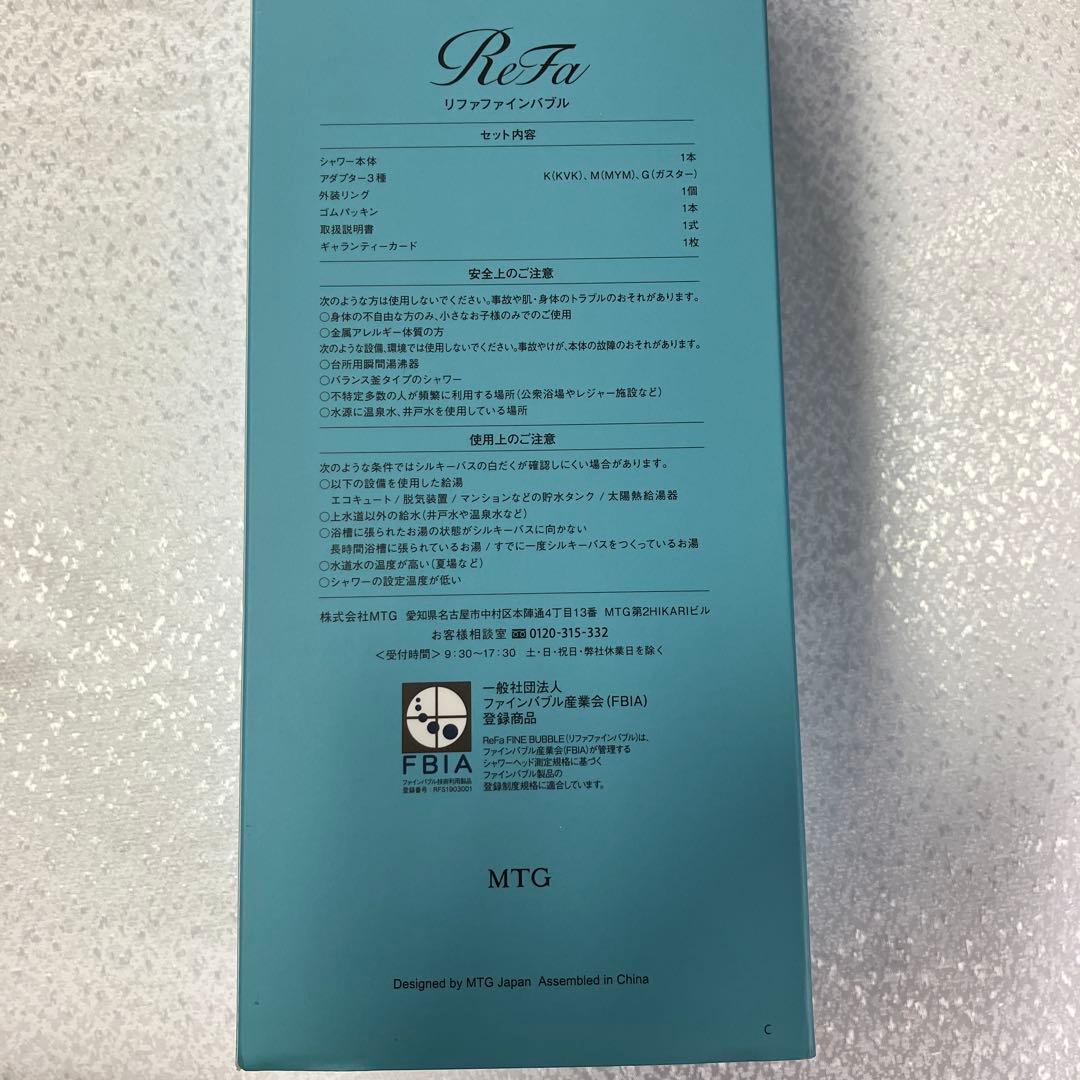 ReFa
リファファインバブル
セット内容
シャワー本体 1本
アダプター3種 K(KVK)、M(MYM)、G(ガスター)
外装リング 1個
ゴムパッキン 1本
取扱説明書 1式
ギャランティーカード 1枚
安全上のご注意
次のような方は使用しないでください。事故や肌・身体のトラブルのおそれがあります。
○身体の不自由な方のみ、小さなお子様のみでのご使用
○金属アレルギー体質の方
次のような設備、環境では使用しないでください。事故やけが、本体の故障のおそれがあります。
○台所用瞬間湯沸器
○バランス釜タイプのシャワー
○不特定多数の人が頻繁に利用する場所(公衆浴場やレジャー施設など)
○水源に温泉水、井戸水を使用している場所
使用上のご注意
次のような条件ではシルキーバスの白だくが確認しにくい場合があります。
○以下の設備を使用した給湯
エコキュート / 脱気装置 / マンションなどの貯水タンク / 太陽熱給湯器
○上水道以外の給水(井戸水や温泉水など)
○浴槽に張られたお湯の状態がシルキーバスに向かない
長時間浴槽に張られているお湯 / すでに一度シルキーバスをつくっているお湯
○水道水の温度が高い(夏場など)
○シャワーの設定温度が低い
株式会社MTG 愛知県名古屋市中村区本陣通4丁目13番 MTG第2HIKARIビル
お客様相談室 0120-315-332
＜受付時間＞9:30〜17:30 土・日・祝日・弊社休業日を除く
FBIA
ファインバブル技術利用製品
登録番号：RFS1903001
一般社団法人
ファインバブル産業会(FBIA)
登録商品
ReFa FINE BUBBLE(リファファインバブル)は、
ファインバブル産業会(FBIA)が管理する
シャワーヘッド測定規格に基づく
ファインバブル製品の
登録制度規格に適合しています。
MTG
Designed by MTG Japan Assembled in China
C